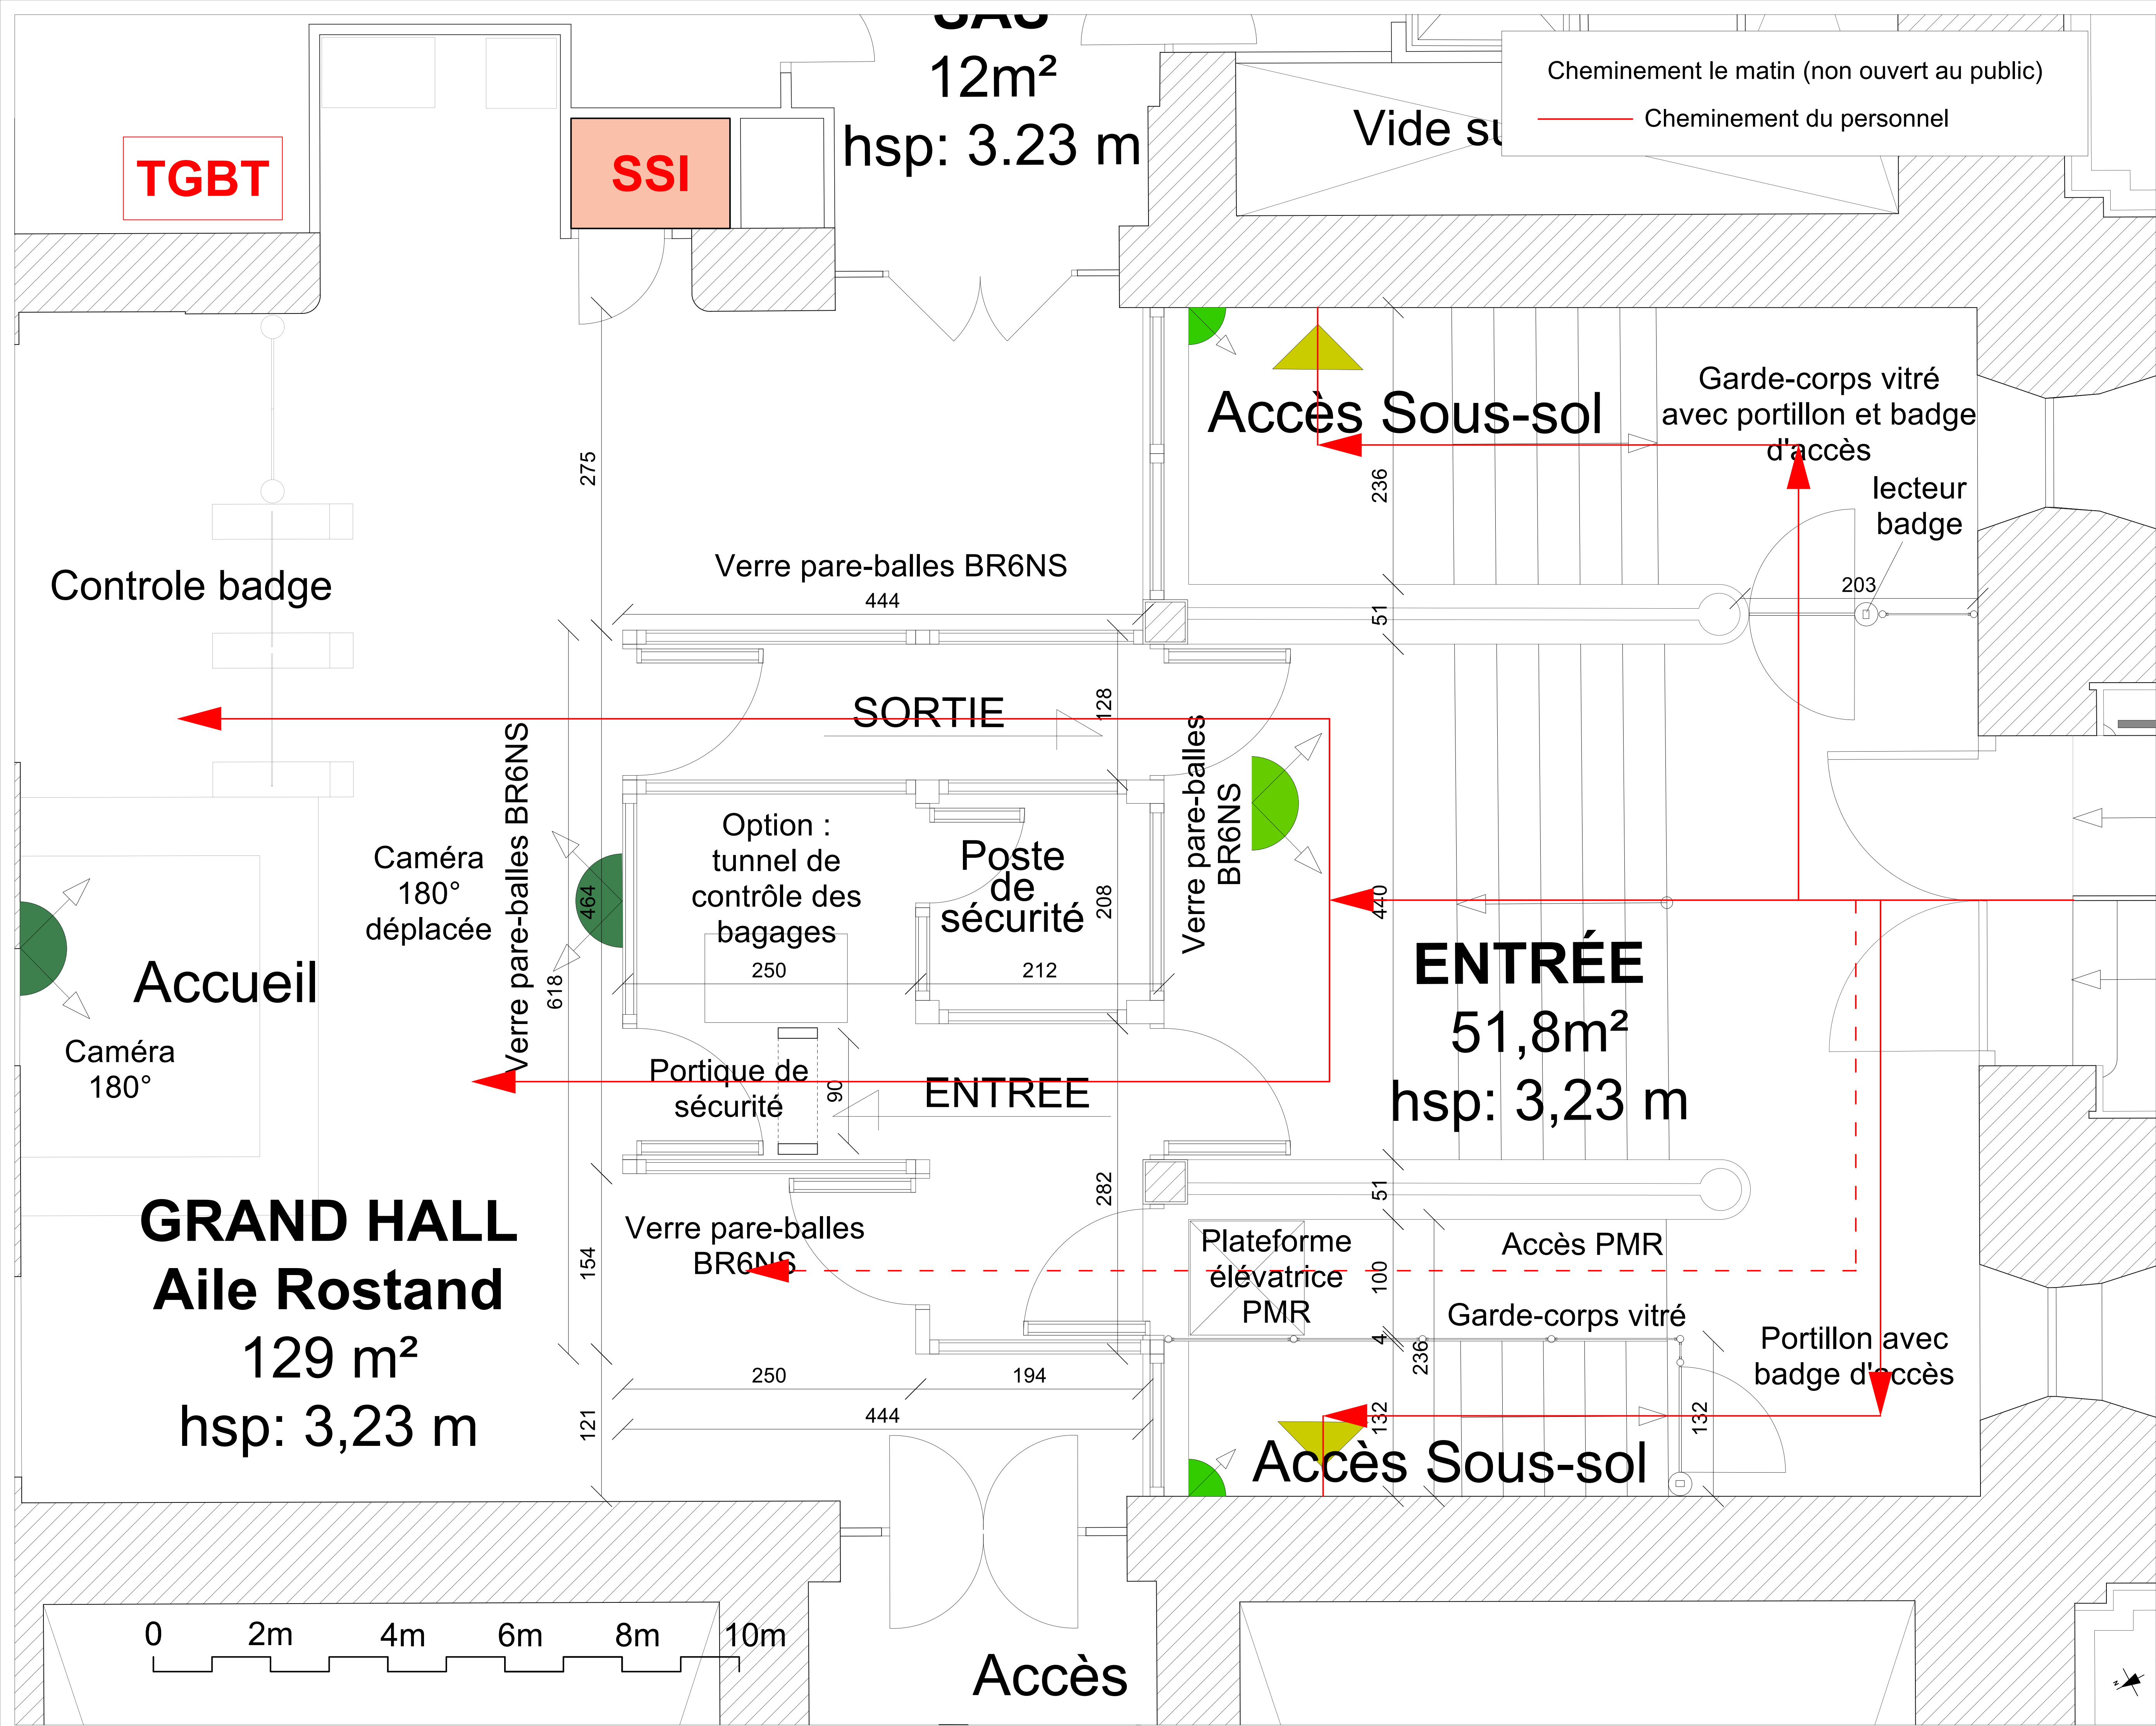 SAS
12m²
hsp: 3.23 m
Vide su
Cheminement le matin (non ouvert au public)
Cheminement du personnel
TGBT
SSI
Accès Sous-sol
Garde-corps vitré
avec portillon et badge
d'accès
lecteur
badge
203
275
236
51
Controle badge
Verre pare-balles BR6NS
444
SORTIE
128
Verre pare-balles BR6NS
Verre pare-balles
BR6NS
Caméra
180°
déplacée
464
618
Option :
tunnel de
contrôle des
bagages
Poste
de
sécurité
208
440
250
212
Accueil
Caméra
180°
ENTRÉE
51,8m²
hsp: 3,23 m
Portique de
sécurité
90
ENTREE
282
51
GRAND HALL
Aile Rostand
129 m²
hsp: 3,23 m
Verre pare-balles
BR6NS
154
Plateforme
élévatrice
PMR
Accès PMR
100
Garde-corps vitré
4
236
Portillon avec
badge d'accès
250
194
444
121
132
132
Accès Sous-sol
0 2m 4m 6m 8m 10m
Accès
N